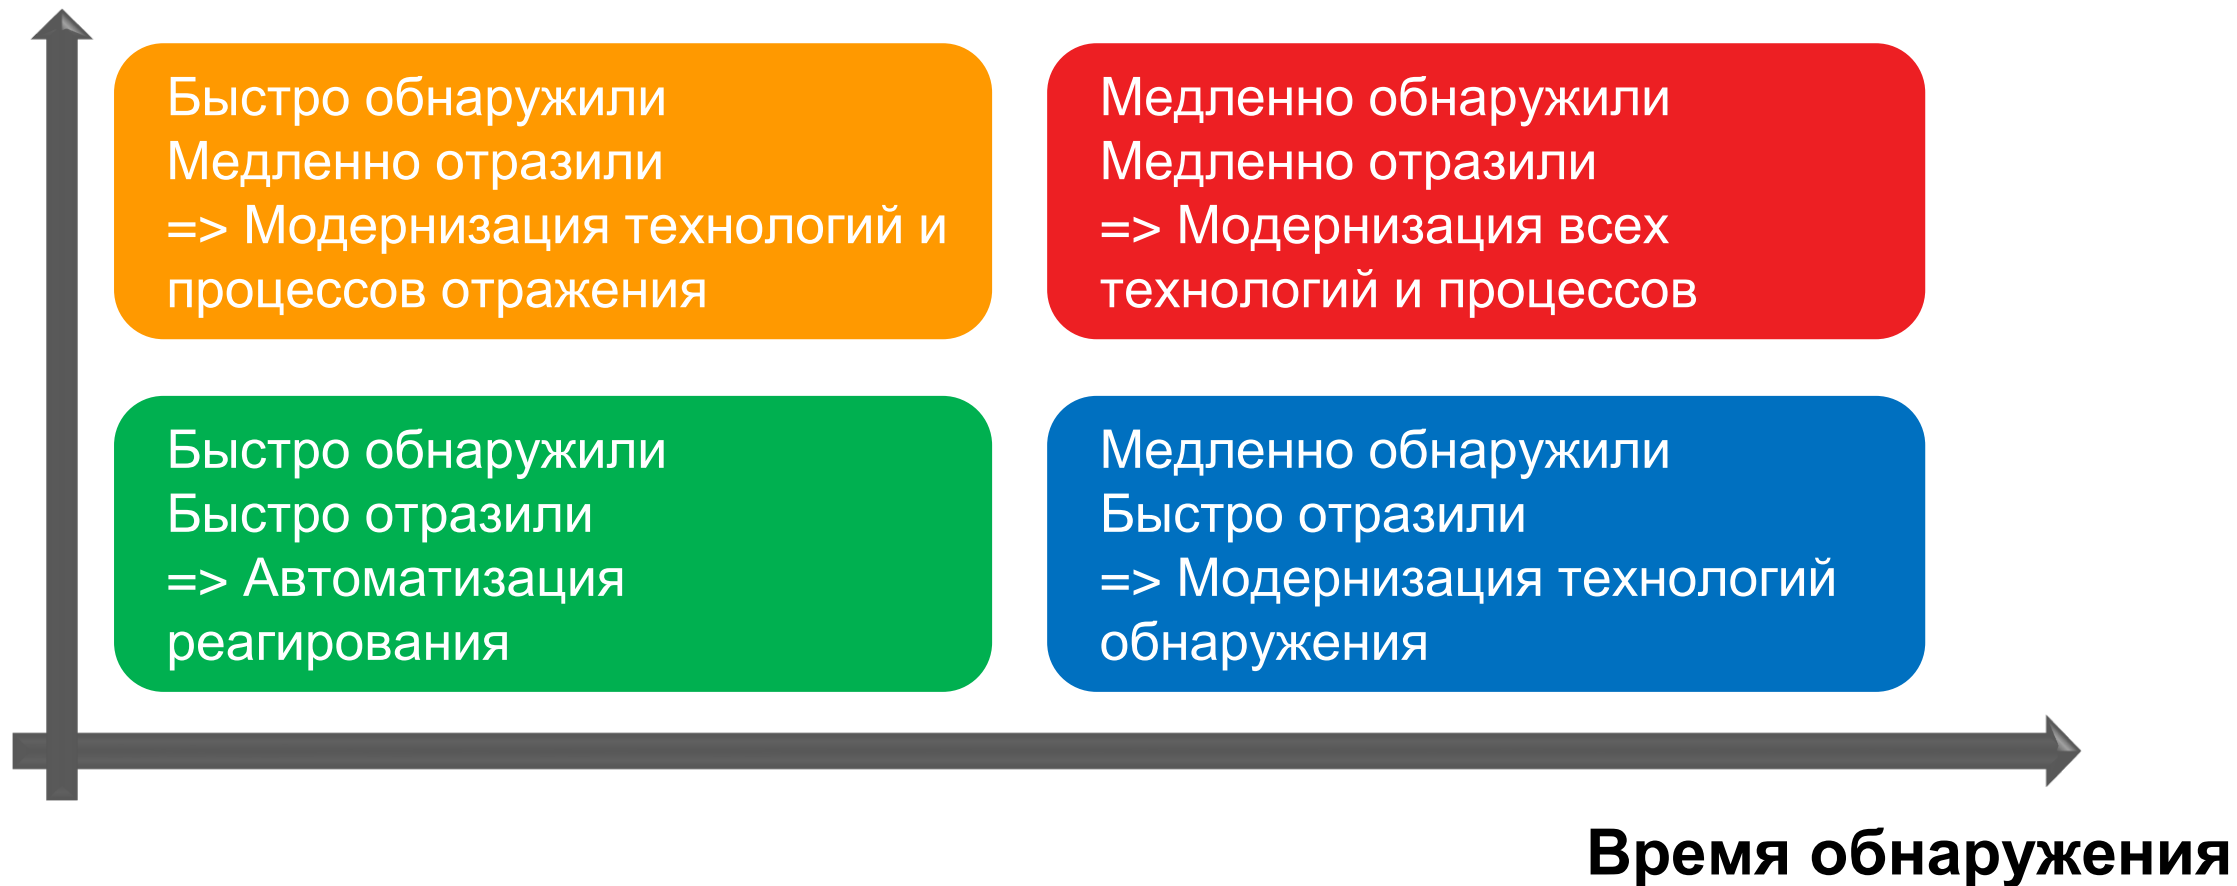 Быстро обнаружили
Медленно отразили
=> Модернизация технологий и
процессов отражения
Медленно обнаружили
Медленно отразили
=> Модернизация всех
технологий и процессов
Быстро обнаружили
Быстро отразили
=> Автоматизация
реагирования
Медленно обнаружили
Быстро отразили
=> Модернизация технологий
обнаружения
Время обнаружения